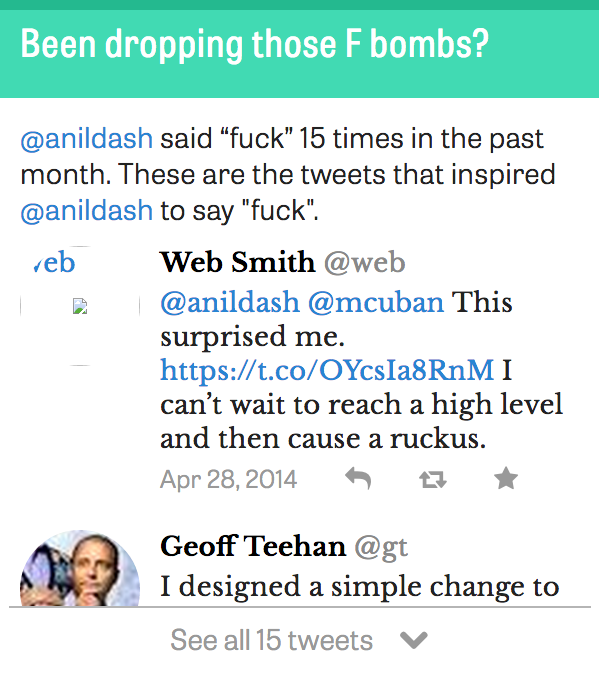 Been dropping those F bombs?
@anildash said “fuck” 15 times in the past
month. These are the tweets that inspired
@anildash to say "fuck".
eb
Web Smith @web
@anildash @mcuban This
surprised me.
https://t.co/OYcsIa8RnM I
can’t wait to reach a high level
and then cause a ruckus.
Apr 28, 2014
Geoff Teehan @gt
I designed a simple change to
See all 15 tweets